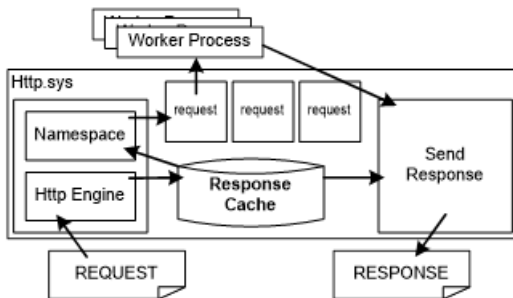 Worker Process
Http.sys
request
request
request
Namespace
Send
Response
Response
Cache
Http Engine
REQUEST
RESPONSE